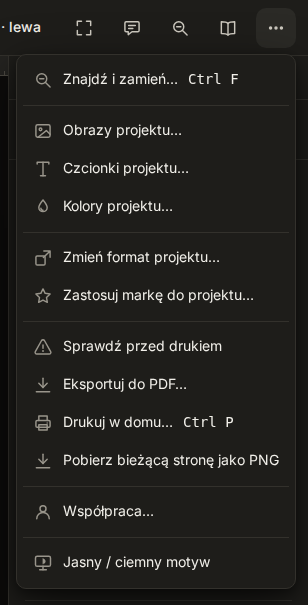 · lewa
Znajdź i zamień... Ctrl F
Obrazy projektu...
Czcionki projektu...
Kolory projektu...
Zmień format projektu...
Zastosuj markę do projektu...
Sprawdź przed drukiem
Eksportuj do PDF...
Drukuj w domu... Ctrl P
Pobierz bieżącą stronę jako PNG
Współpraca...
Jasny / ciemny motyw